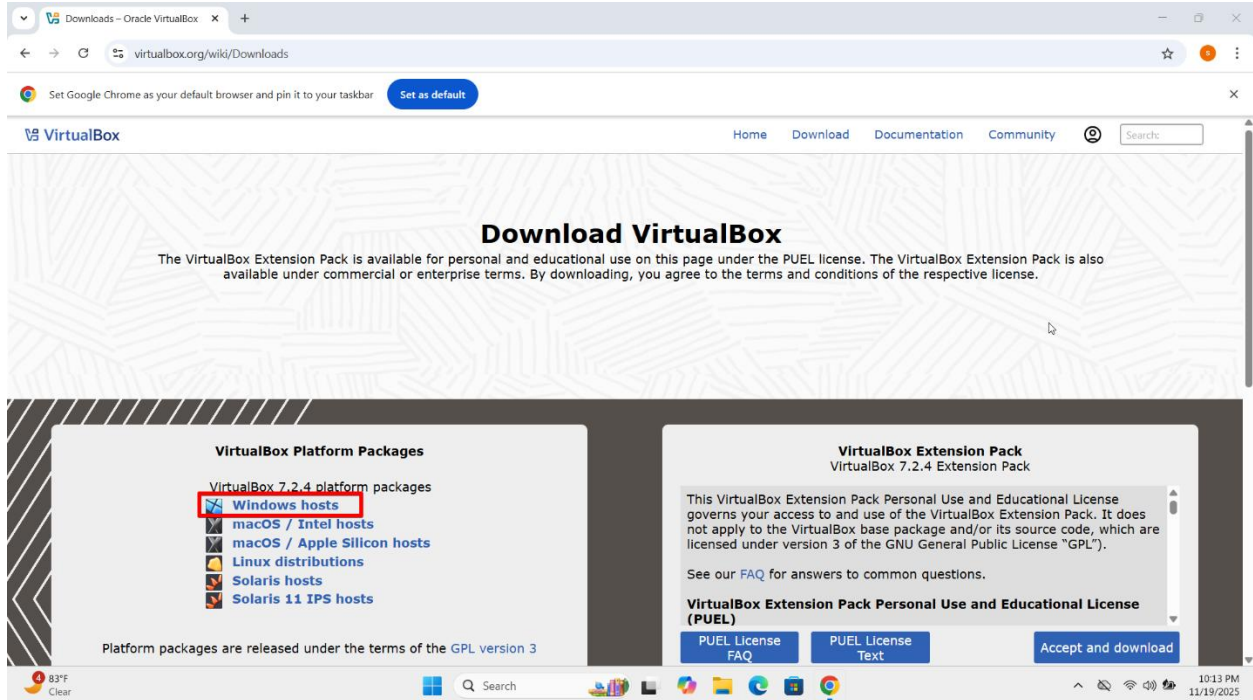 Downloads – Oracle VirtualBox
virtualbox.org/wiki/Downloads
S
Set Google Chrome as your default browser and pin it to your taskbar
Set as default
VirtualBox
Home
Download
Documentation
Community
Search:
Download VirtualBox
The VirtualBox Extension Pack is available for personal and educational use on this page under the PUEL license. The VirtualBox Extension Pack is also
available under commercial or enterprise terms. By downloading, you agree to the terms and conditions of the respective license.
VirtualBox Platform Packages
VirtualBox 7.2.4 platform packages
Windows hosts
macOS / Intel hosts
macOS / Apple Silicon hosts
Linux distributions
Solaris hosts
Solaris 11 IPS hosts
Platform packages are released under the terms of the GPL version 3
VirtualBox Extension Pack
VirtualBox 7.2.4 Extension Pack
This VirtualBox Extension Pack Personal Use and Educational License
governs your access to and use of the VirtualBox Extension Pack. It does
not apply to the VirtualBox base package and/or its source code, which are
licensed under version 3 of the GNU General Public License “GPL”).
See our FAQ for answers to common questions.
VirtualBox Extension Pack Personal Use and Educational License
(PUEL)
PUEL License
FAQ
PUEL License
Text
Accept and download
4
83°F
Clear
Search
10:13 PM
11/19/2025